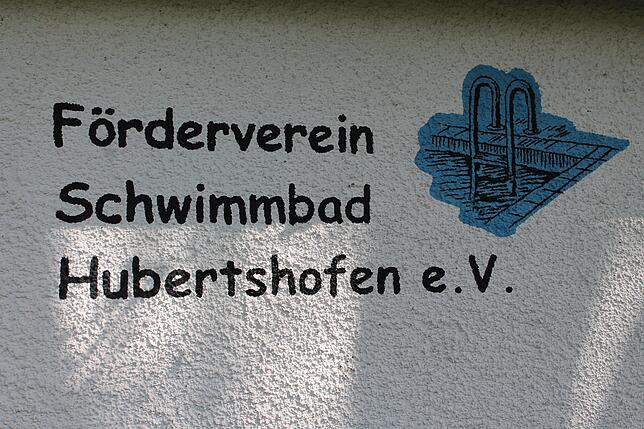 Förderverein
Schwimmbad
Hubertshofen e.V.